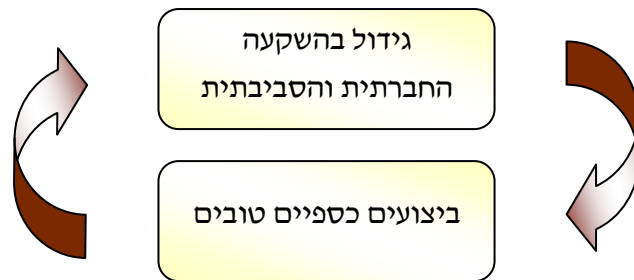 גידול בהשקעה
החברתית והסביבתית
ביצועים כספיים טובים